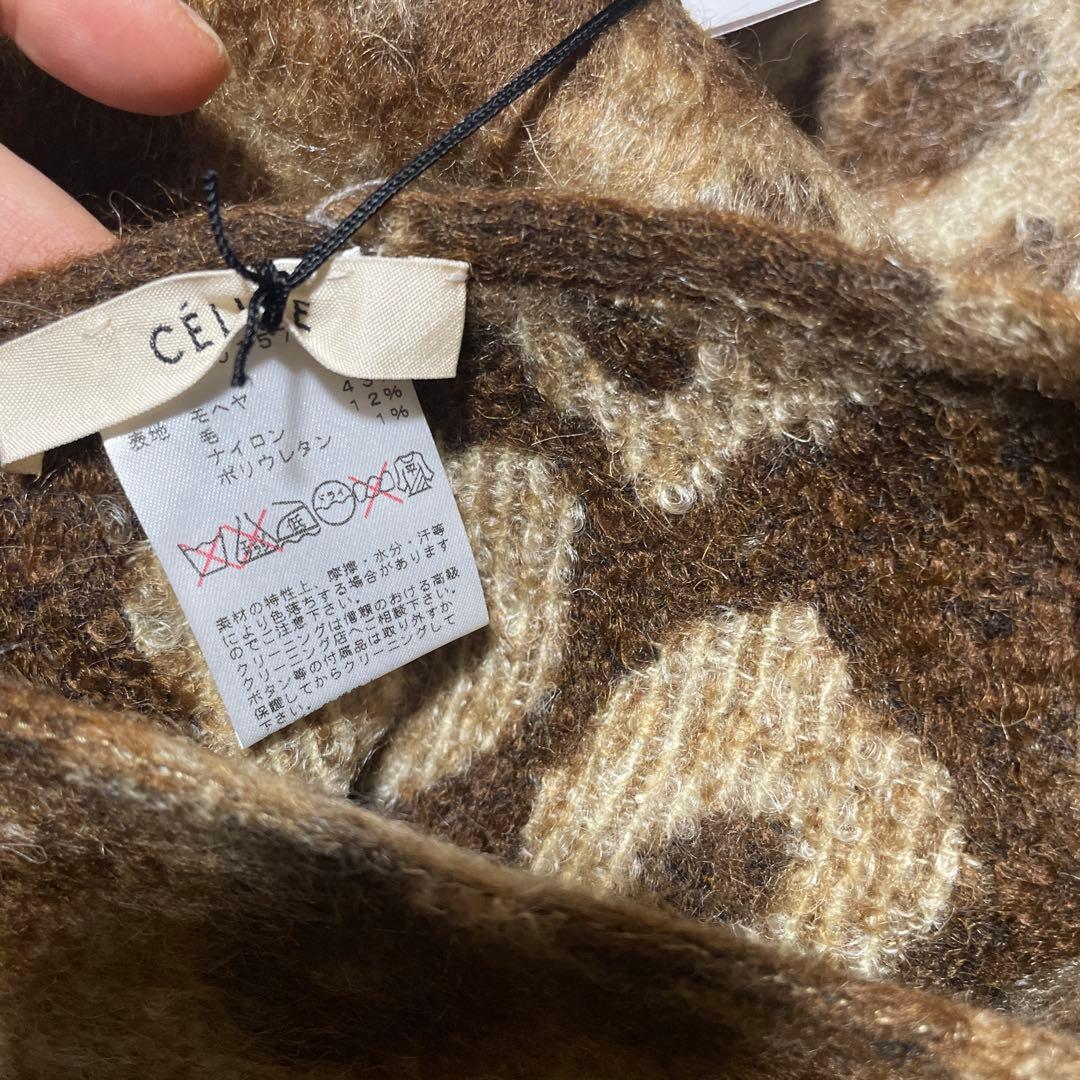 CÉLINE
表地 モヘヤ
毛 12%
ナイロン 1%
ポリウレタン
低
ドライ
平
素材の特性上、摩擦・水分・汗等
により色落ちする場合があります
のでご注意下さい。
クリーニングは信頼のおける高級
クリーニング店へご相談下さい。
ボタン等の付属品は取り外すか
保護してからクリーニングして
下さい。